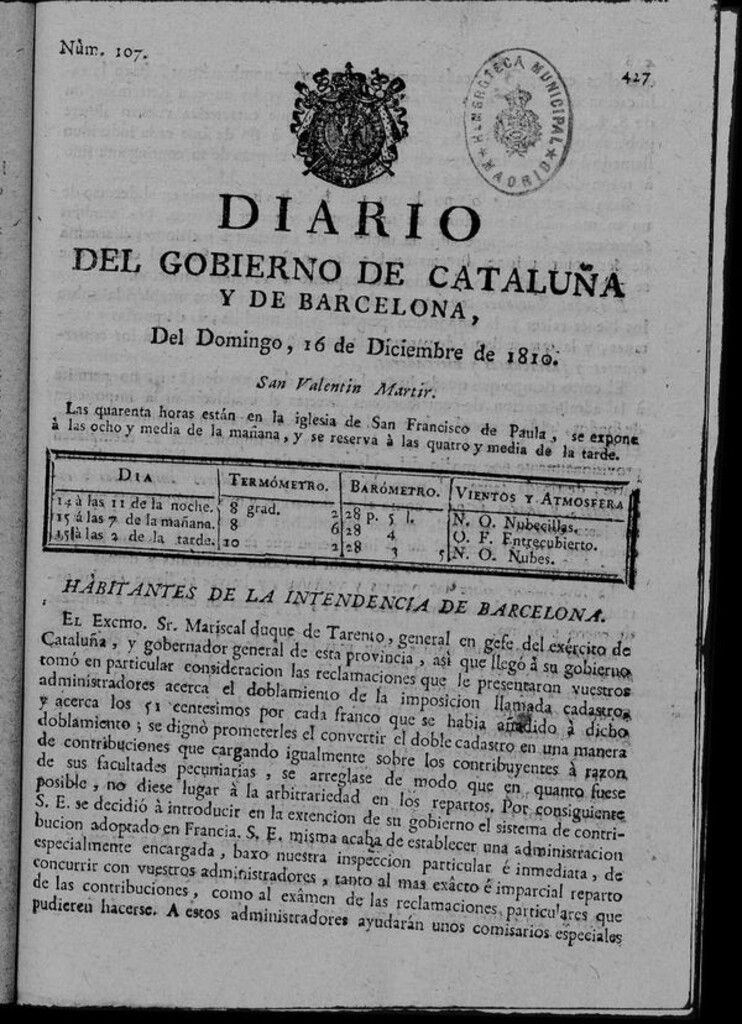 Núm. 107.
427
HEMEROTECA MUNICIPAL
★ MADRID ★
DIARIO
DEL GOBIERNO DE CATALUÑA
Y DE BARCELONA,
Del Domingo, 16 de Diciembre de 1810.
San Valentin Martir.
Las quarenta horas están en la iglesia de San Francisco de Paula, se expone
à las ocho y media de la mañana, y se reserva à las quatro y media de la tarde.
DIA TERMÓMETRO. BARÓMETRO. VIENTOS Y ATMOSFERA
14 à las 11 de la noche. 8 grad. 2 28 p. 5 l. N. O. Nubecillas.
15 á las 7 de la mañana. 8 6 28 4 O. F. Entrecubierto.
15 à las 2 de la tarde. 10 2 28 3 5 N. O. Nubes.
HABITANTES DE LA INTENDENCIA DE BARCELONA.
EL Excmo. Sr. Mariscal duque de Tarento, general en gefe del exército de
Cataluña, y gobernador general de esta provincia, asi que llegó à su gobierno
tomó en particular consideracion las reclamaciones que le presentaron vuestros
administradores acerca el doblamiento de la imposicion llamada cadastro,
y acerca los 51 centesimos por cada franco que se habia añadido à dicho
doblamiento; se dignó prometerles el convertir el doble cadastro en una manera
de contribuciones que cargando igualmente sobre los contribuyentes à razon
de sus facultades pecuniarias, se arreglase de modo que en quanto fuese
posible, no diese lugar à la arbitrariedad en los repartos. Por consiguiente
S. E. se decidió à introducir en la extencion de su gobierno el sistema de contri-
bucion adoptado en Francia. S. E. misma acaba de establecer una administracion
especialmente encargada, baxo nuestra inspeccion particular é inmediata, de
concurrir con vuestros administradores, tanto al mas exâcto é imparcial reparto
de las contribuciones, como al exâmen de las reclamaciones particulares que
pudieren hacerse. A estos administradores ayudarán unos comisarios especiales